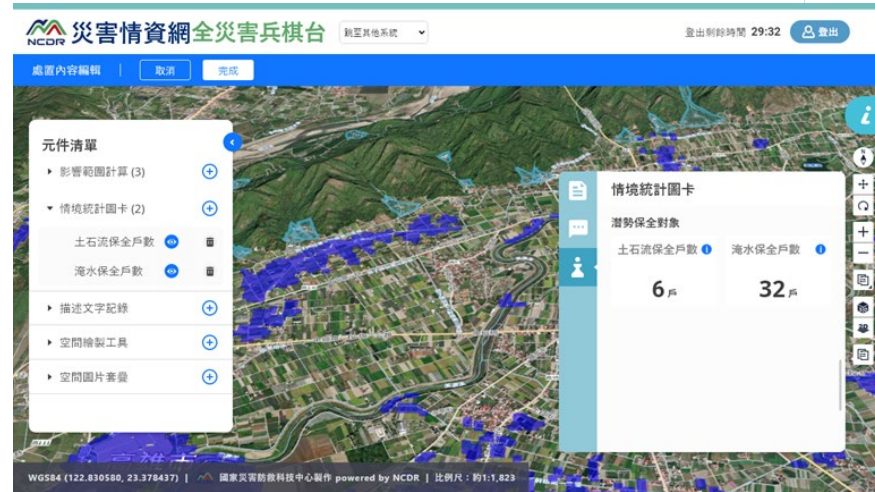 NCDR 災害情資網全災害兵棋台
跳至其他系統
登出剩餘時間 29:32
登出
處置內容編輯 | 取消 完成
元件清單
影響範圍計算 (3)
情境統計圖卡 (2)
土石流保全戶數
淹水保全戶數
描述文字記錄
空間繪製工具
空間圖片套疊
情境統計圖卡
潛勢保全對象
土石流保全戶數 淹水保全戶數
6 戶 32 戶
高雄市
WGS84 (122.830580, 23.378437) | 國家災害防救科技中心製作 powered by NCDR | 比例尺：約1:1,823